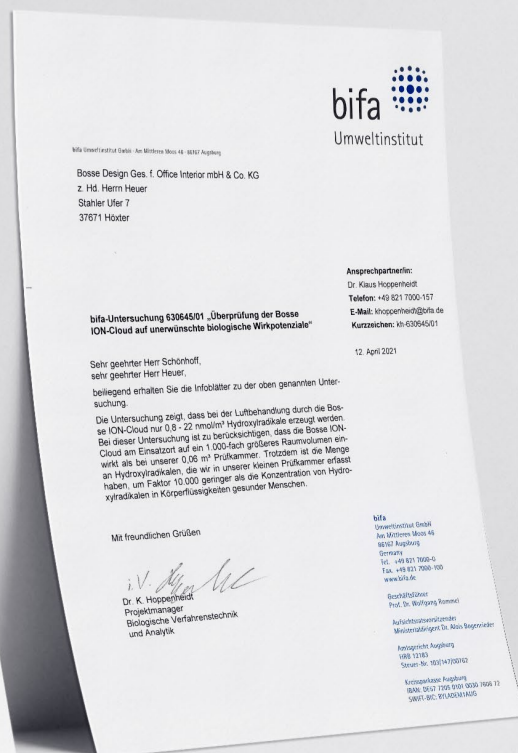 bifa
Umweltinstitut
bifa Umweltinstitut GmbH · Am Mittleren Moos 46 · 86167 Augsburg
Bosse Design Ges. f. Office Interior mbH & Co. KG
z. Hd. Herrn Heuer
Stahler Ufer 7
37671 Höxter
Ansprechpartner/in:
Dr. Klaus Hoppenheidt
Telefon: +49 821 7000-157
E-Mail: khoppenheidt@bifa.de
Kurzzeichen: kh-630645/01
12. April 2021
bifa-Untersuchung 630645/01 „Überprüfung der Bosse
ION-Cloud auf unerwünschte biologische Wirkpotenziale"
Sehr geehrter Herr Schönhoff,
sehr geehrter Herr Heuer,
beiliegend erhalten Sie die Infoblätter zu der oben genannten Unter-
suchung.
Die Untersuchung zeigt, dass bei der Luftbehandlung durch die Bos-
se ION-Cloud nur 0,8 - 22 nmol/m³ Hydroxylradikale erzeugt werden.
Bei dieser Untersuchung ist zu berücksichtigen, dass die Bosse ION-
Cloud am Einsatzort auf ein 1.000-fach größeres Raumvolumen ein-
wirkt als bei unserer 0,06 m³ Prüfkammer. Trotzdem ist die Menge
an Hydroxylradikalen, die wir in unserer kleinen Prüfkammer erfasst
haben, um Faktor 10.000 geringer als die Konzentration von Hydro-
xylradikalen in Körperflüssigkeiten gesunder Menschen.
Mit freundlichen Grüßen
i.V.
Dr. K. Hoppenheidt
Projektmanager
Biologische Verfahrenstechnik
und Analytik
bifa
Umweltinstitut GmbH
Am Mittleren Moos 46
86167 Augsburg
Germany
Tel. +49 821 7000-0
Fax. +49 821 7000-100
www.bifa.de
Geschäftsführer
Prof. Dr. Wolfgang Rommel
Aufsichtsratsvorsitzender
Ministerialdirigent Dr. Alois Bogenrieder
Amtsgericht Augsburg
HRB 12183
Steuer-Nr. 103/147/00762
Kreissparkasse Augsburg
SWIFT-BIC: BYLADEM1AUG